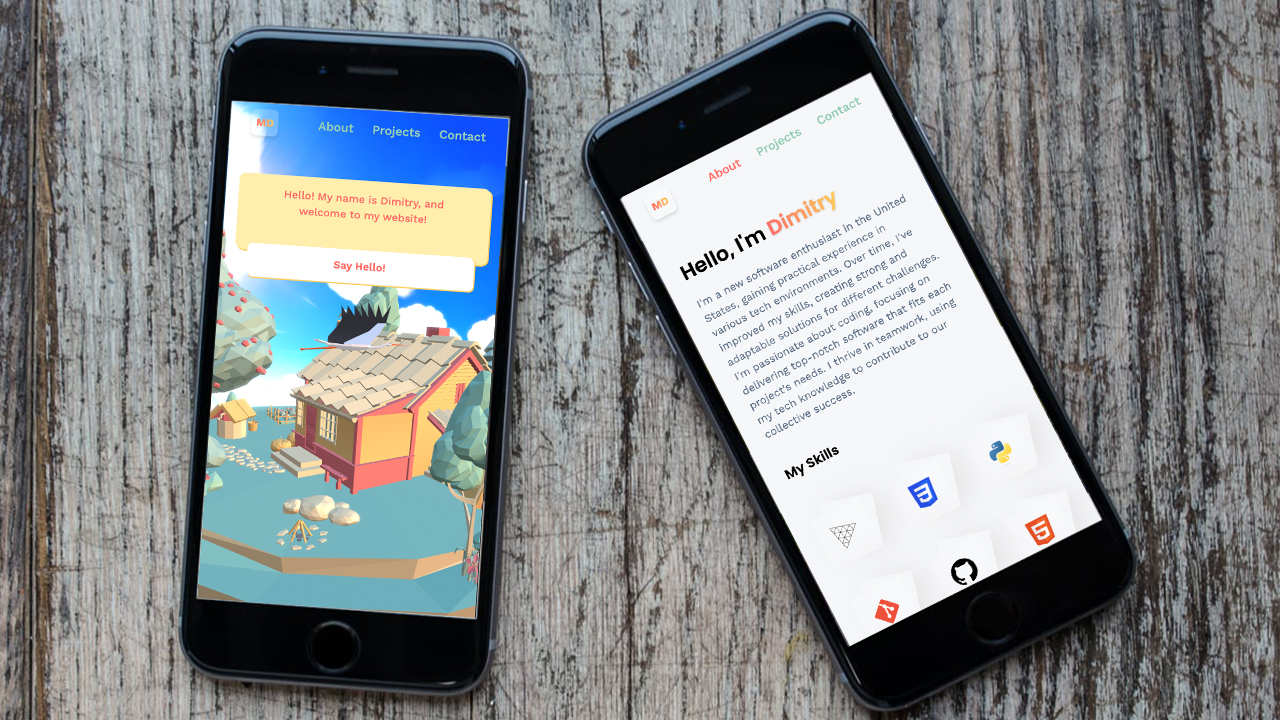 MD
About Projects Contact
Hello! My name is Dimitry, and
welcome to my website!
Say Hello!
MD
About Projects Contact
Hello, I'm Dimitry
I'm a new software enthusiast in the United
States, gaining practical experience in
various tech environments. Over time, I've
improved my skills, creating strong and
adaptable solutions for different challenges.
I'm passionate about coding, focusing on
delivering top-notch software that fits each
project's needs. I thrive in teamwork, using
my tech knowledge to contribute to our
collective success.
My Skills
3
5